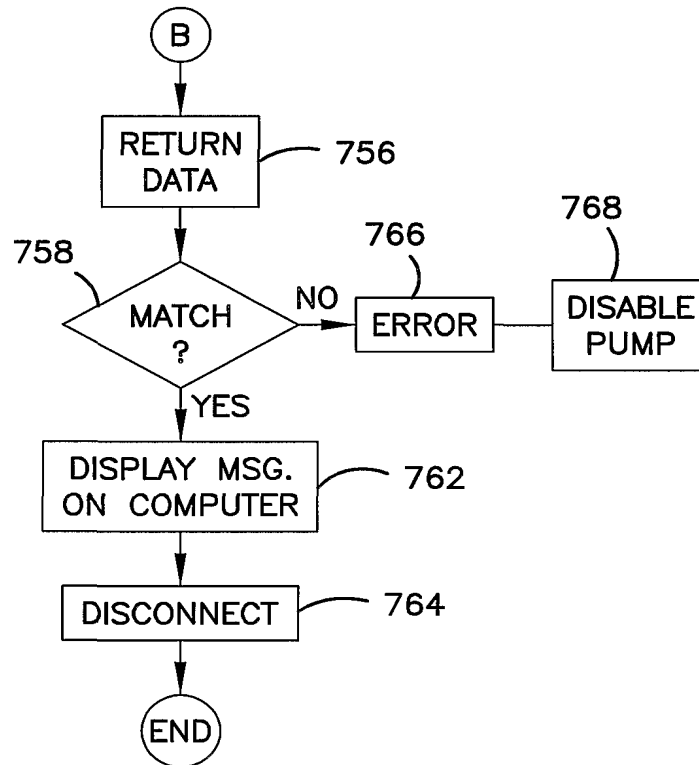 B
RETURN
DATA
756
758
MATCH
?
NO
766
ERROR
768
DISABLE
PUMP
YES
DISPLAY MSG.
ON COMPUTER
762
DISCONNECT
764
END